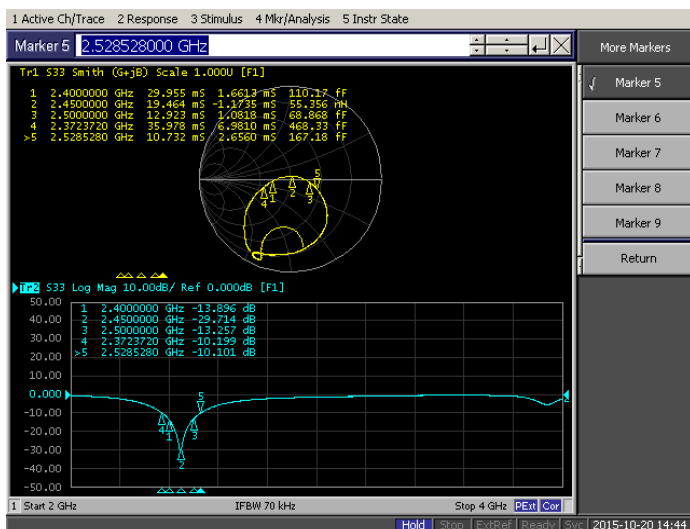 1 Active Ch/Trace 2 Response 3 Stimulus 4 Mkr/Analysis 5 Instr State
Marker 5 2.528528000 GHz
More Markers
Tr1 S33 Smith (G+jB) Scale 1.000U [F1]
1 2.4000000 GHz 29.955 mS 1.6613 mS 110.17 fF
2 2.4500000 GHz 19.464 mS -1.1735 mS 55.356 nH
3 2.5000000 GHz 12.923 mS 1.0818 mS 68.868 fF
4 2.3723720 GHz 35.978 mS 6.9810 mS 468.33 fF
>5 2.5285280 GHz 10.732 mS 2.6560 mS 167.18 fF
5
4 1 2 3
√ Marker 5
Marker 6
Marker 7
Marker 8
Marker 9
Return
Tr2 S33 Log Mag 10.00dB/ Ref 0.000dB [F1]
1 2.4000000 GHz -13.896 dB
2 2.4500000 GHz -29.714 dB
3 2.5000000 GHz -13.257 dB
4 2.3723720 GHz -10.199 dB
>5 2.5285280 GHz -10.101 dB
50.00
40.00
30.00
20.00
10.00
0.000
-10.00
-20.00
-30.00
-40.00
-50.00
5
4 1 3
2
1 Start 2 GHz IFBW 70 kHz Stop 4 GHz PExt Cor
Hold Stop ExtRef Ready Svc 2015-10-20 14:44